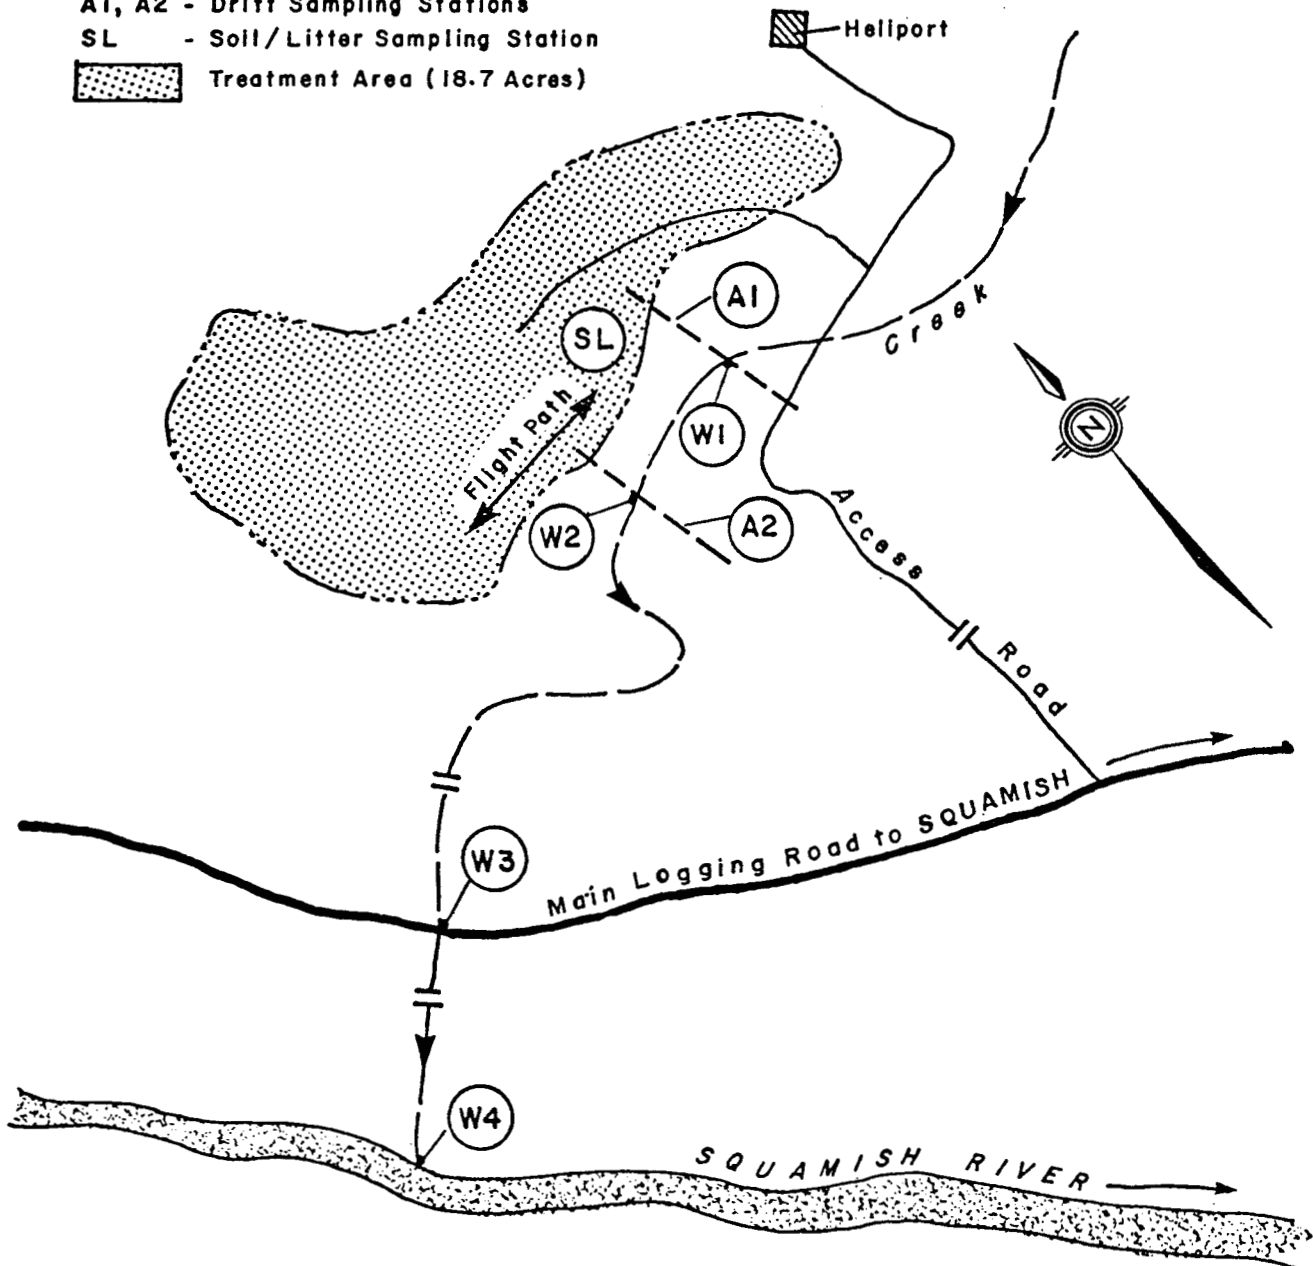 A1, A2 - Drift Sampling Stations
SL - Soil/Litter Sampling Station
Treatment Area (18.7 Acres)
Heliport
Creek
A1
SL
W1
Flight Path
N
W2
A2
Access Road
W3
Main Logging Road to SQUAMISH
W4
SQUAMISH RIVER